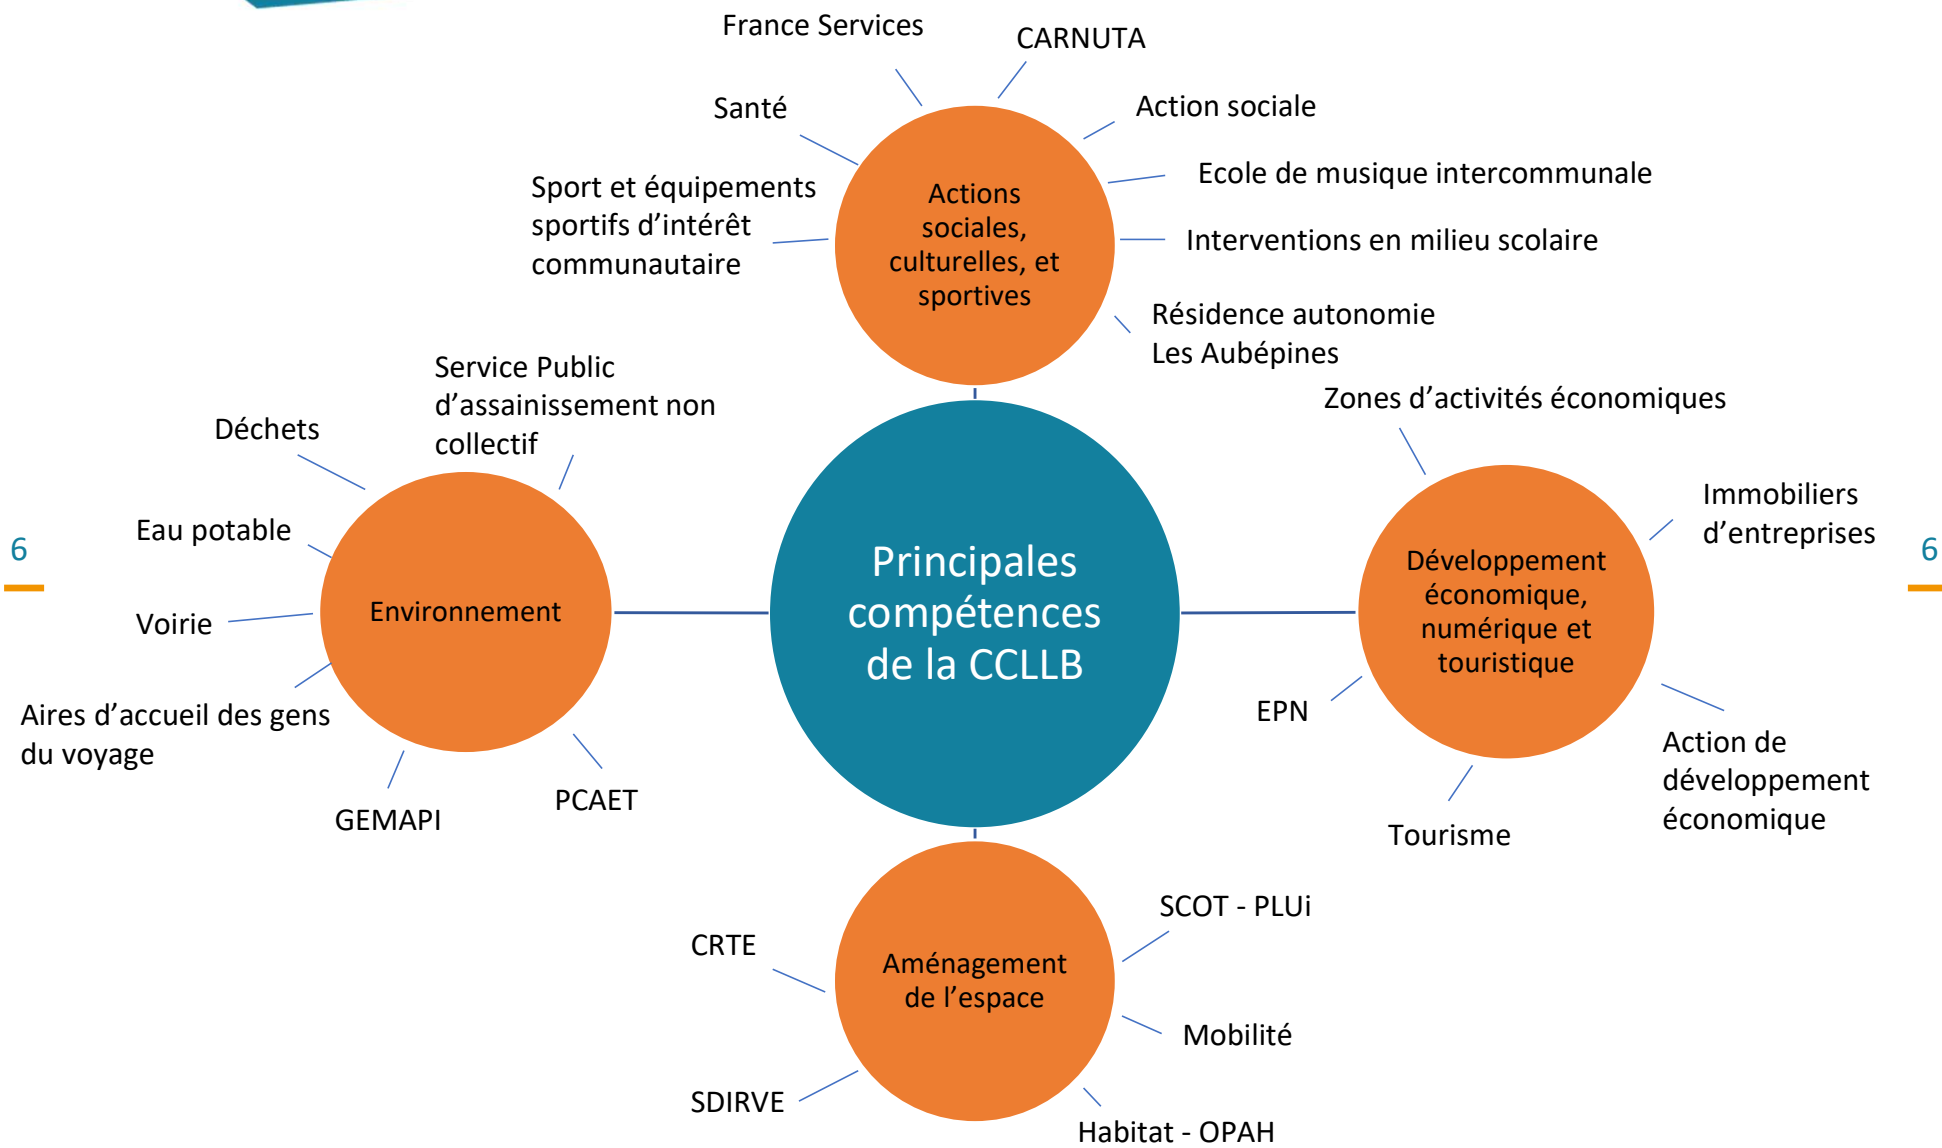 France Services
CARNUTA
Santé
Action sociale
Sport et équipements
sportifs d’intérêt
communautaire
Actions
sociales,
culturelles, et
sportives
Ecole de musique intercommunale
Interventions en milieu scolaire
Résidence autonomie
Les Aubépines
Service Public
d’assainissement non
collectif
Déchets
Eau potable
Voirie
Aires d’accueil des gens
du voyage
GEMAPI
PCAET
Environnement
6
Principales
compétences
de la CCLLB
Zones d’activités économiques
Immobiliers
d’entreprises
Développement
économique,
numérique et
touristique
6
EPN
Tourisme
Action de
développement
économique
Aménagement
de l’espace
CRTE
SDIRVE
SCOT - PLUi
Mobilité
Habitat - OPAH